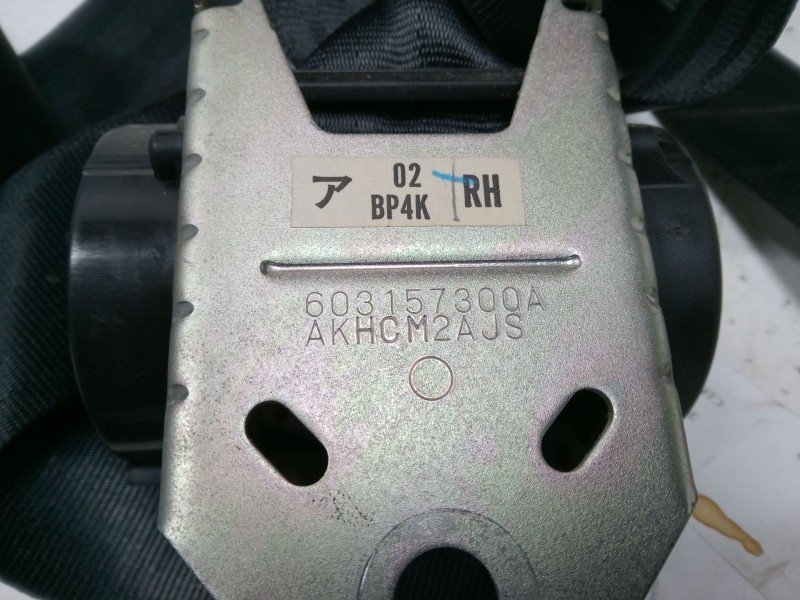 ア 02 RH
BP4K
603157300A
AKHCM2AJS